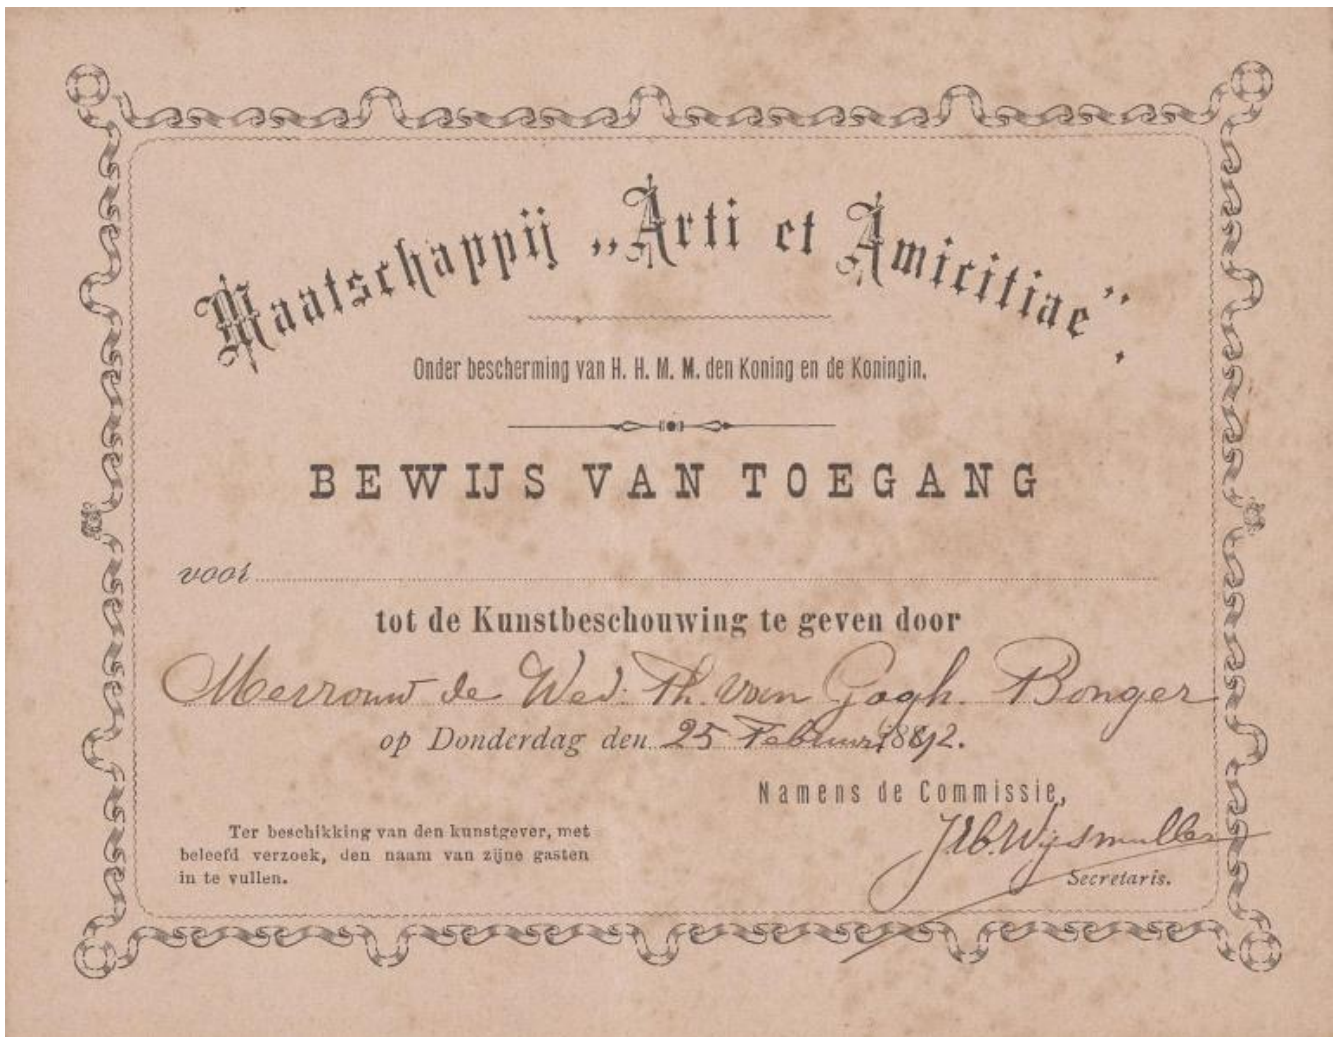 Maatschappij „Arti et Amicitiae”.
Onder bescherming van H. H. M. M. den Koning en de Koningin.
BEWIJS VAN TOEGANG
voor
tot de Kunstbeschouwing te geven door
Mevrouw de Wed: Th. van Gogh. Bonger
op Donderdag den 25 Februari 1892.
Namens de Commissie,
Ter beschikking van den kunstgever, met
beleefd verzoek, den naam van zijne gasten
in te vullen.
J.H. Wijsmuller
Secretaris.